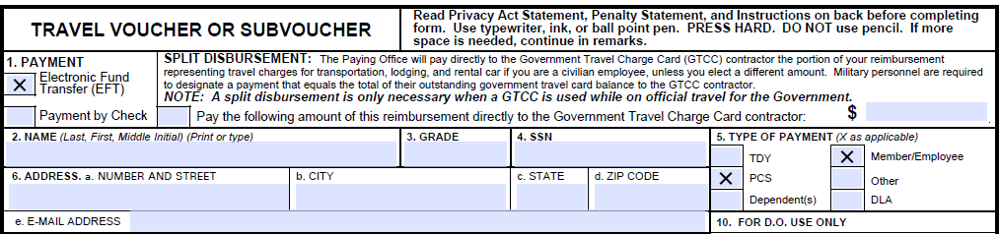 TRAVEL VOUCHER OR SUBVOUCHER
Read Privacy Act Statement, Penalty Statement, and Instructions on back before completing
form. Use typewriter, ink, or ball point pen. PRESS HARD. DO NOT use pencil. If more
space is needed, continue in remarks.
1. PAYMENT
X Electronic Fund
Transfer (EFT)
Payment by Check
SPLIT DISBURSEMENT: The Paying Office will pay directly to the Government Travel Charge Card (GTCC) contractor the portion of your reimbursement
representing travel charges for transportation, lodging, and rental car if you are a civilian employee, unless you elect a different amount. Military personnel are required
to designate a payment that equals the total of their outstanding government travel card balance to the GTCC contractor.
NOTE: A split disbursement is only necessary when a GTCC is used while on official travel for the Government.
Pay the following amount of this reimbursement directly to the Government Travel Charge Card contractor: $ .
2. NAME (Last, First, Middle Initial) (Print or type)
3. GRADE
4. SSN
5. TYPE OF PAYMENT (X as applicable)
TDY
X Member/Employee
X PCS
Other
Dependent(s)
DLA
6. ADDRESS. a. NUMBER AND STREET
b. CITY
c. STATE
d. ZIP CODE
e. E-MAIL ADDRESS
10. FOR D.O. USE ONLY